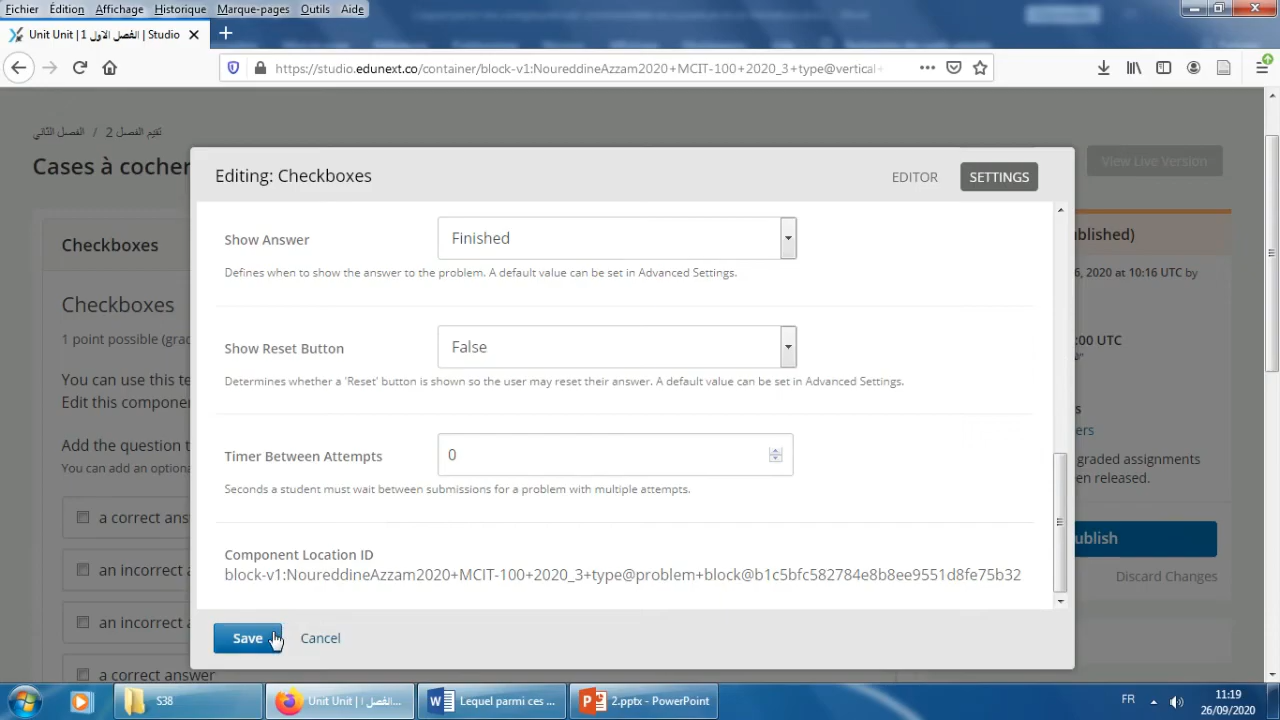 Fichier Édition Affichage Historique Marque-pages Outils Aide
Unit Unit | الفصل الاول 1 | Studio
https://studio.edunext.co/container/block-v1:NoureddineAzzam2020+MCIT-100+2020_3+type@vertical+
الفصل الثاني / تقيم الفصل 2
Cases à cocher
View Live Version
Editing: Checkboxes
EDITOR
SETTINGS
Checkboxes
Checkboxes
1 point possible (grad
You can use this te
Edit this componen
Add the question t
You can add an optiona
a correct answ
an incorrect a
an incorrect a
a correct answer
Show Answer
Finished
Defines when to show the answer to the problem. A default value can be set in Advanced Settings.
Show Reset Button
False
Determines whether a 'Reset' button is shown so the user may reset their answer. A default value can be set in Advanced Settings.
Timer Between Attempts
0
Seconds a student must wait between submissions for a problem with multiple attempts.
Component Location ID
block-v1:NoureddineAzzam2020+MCIT-100+2020_3+type@problem+block@b1c5bfc582784e8b8ee9551d8fe75b32
Save
Cancel
ublished)
6, 2020 at 10:16 UTC by
:00 UTC
s
ers
graded assignments
en released.
ublish
Discard Changes
S38
Unit Unit | الفصل ا...
Lequel parmi ces ...
2.pptx - PowerPoint
FR
11:19
26/09/2020